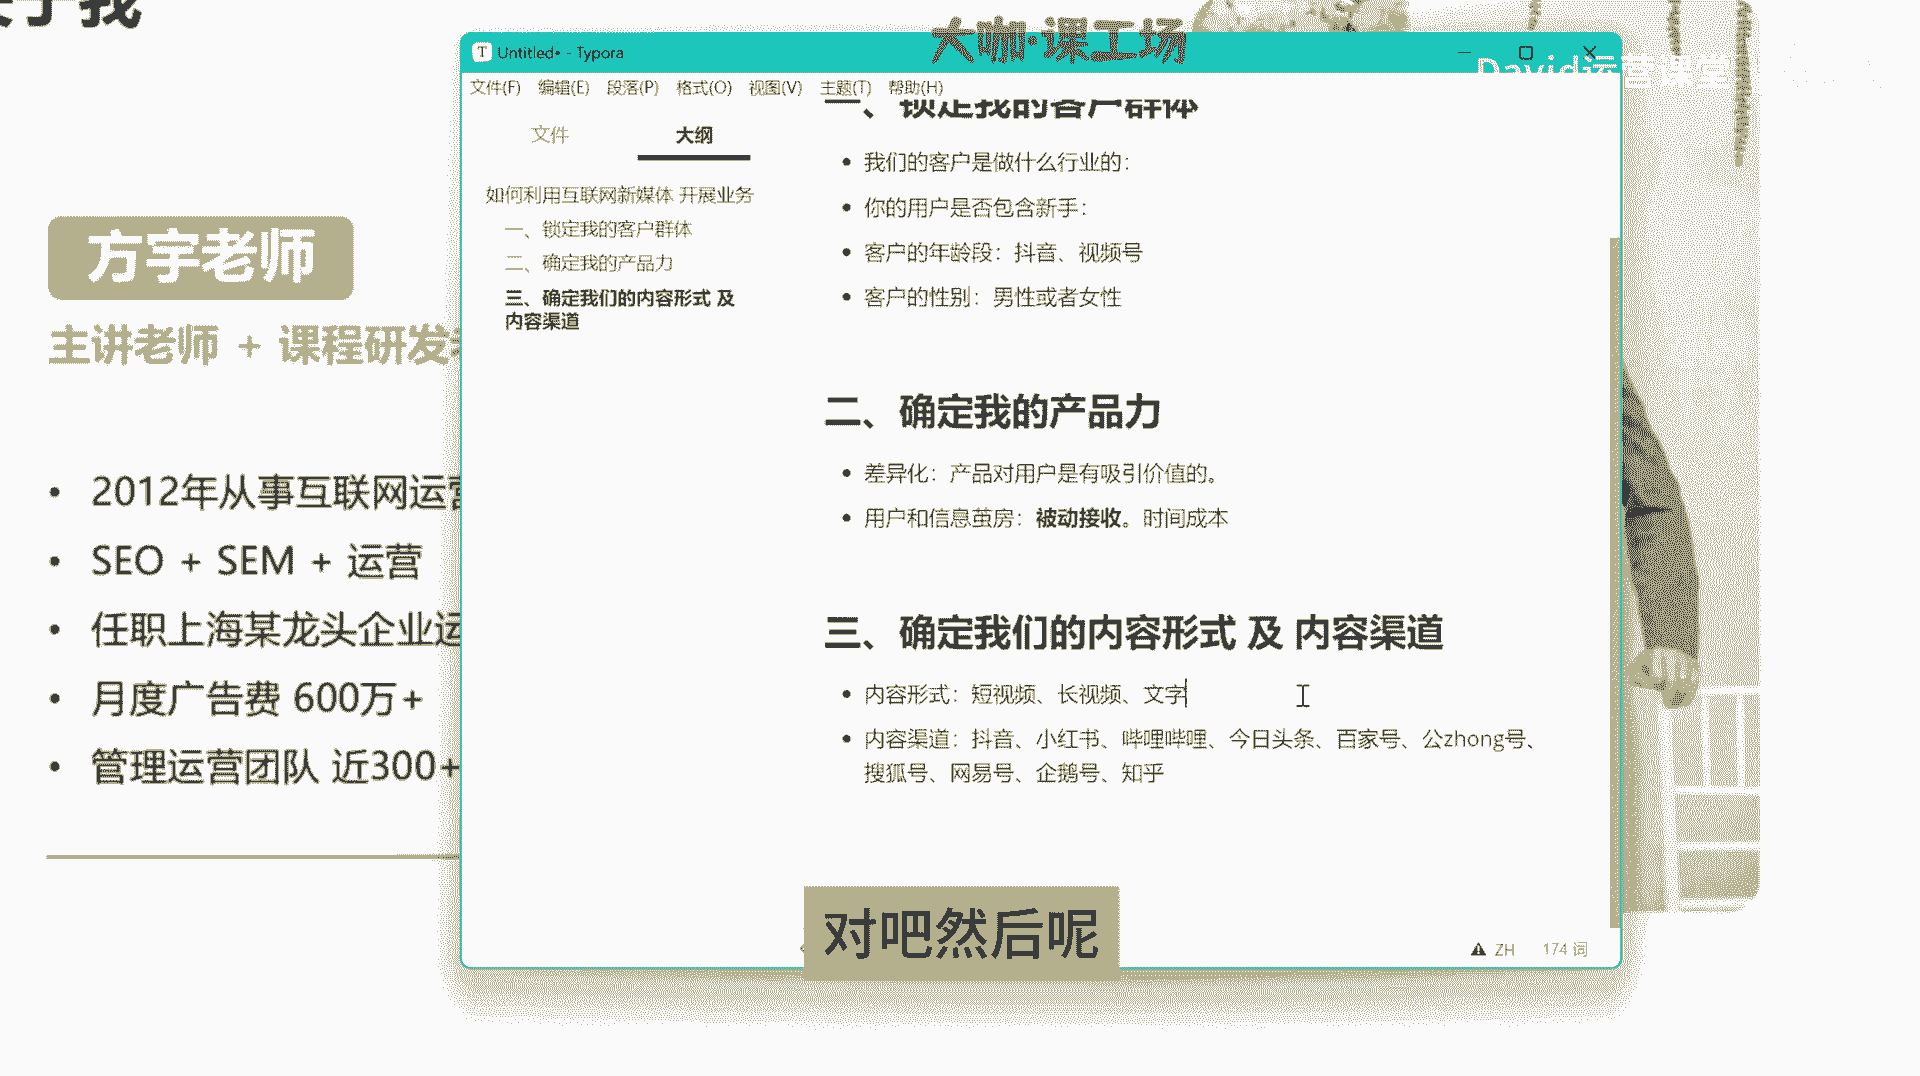 大咖·课工场
T Untitled• - Typora
David运营课堂
文件(F) 编辑(E) 段落(P) 格式(O) 视图(V) 主题(T) 帮助(H)
文件 大纲
如何利用互联网新媒体 开展业务
一、锁定我的客户群体
二、确定我的产品力
三、确定我们的内容形式 及
内容渠道
一、锁定我的客户群体
我们的客户是做什么行业的：
你的用户是否包含新手：
客户的年龄段：抖音、视频号
客户的性别：男性或者女性
二、确定我的产品力
差异化：产品对用户是有吸引价值的。
用户和信息茧房：被动接收。时间成本
三、确定我们的内容形式 及 内容渠道
内容形式：短视频、长视频、文字
内容渠道：抖音、小红书、哔哩哔哩、今日头条、百家号、公zhong号、
搜狐号、网易号、企鹅号、知乎
ZH 174 词
方宇老师
主讲老师 + 课程研发
2012年从事互联网运营
SEO + SEM + 运营
任职上海某龙头企业运
月度广告费 600万+
管理运营团队 近300+
对吧然后呢